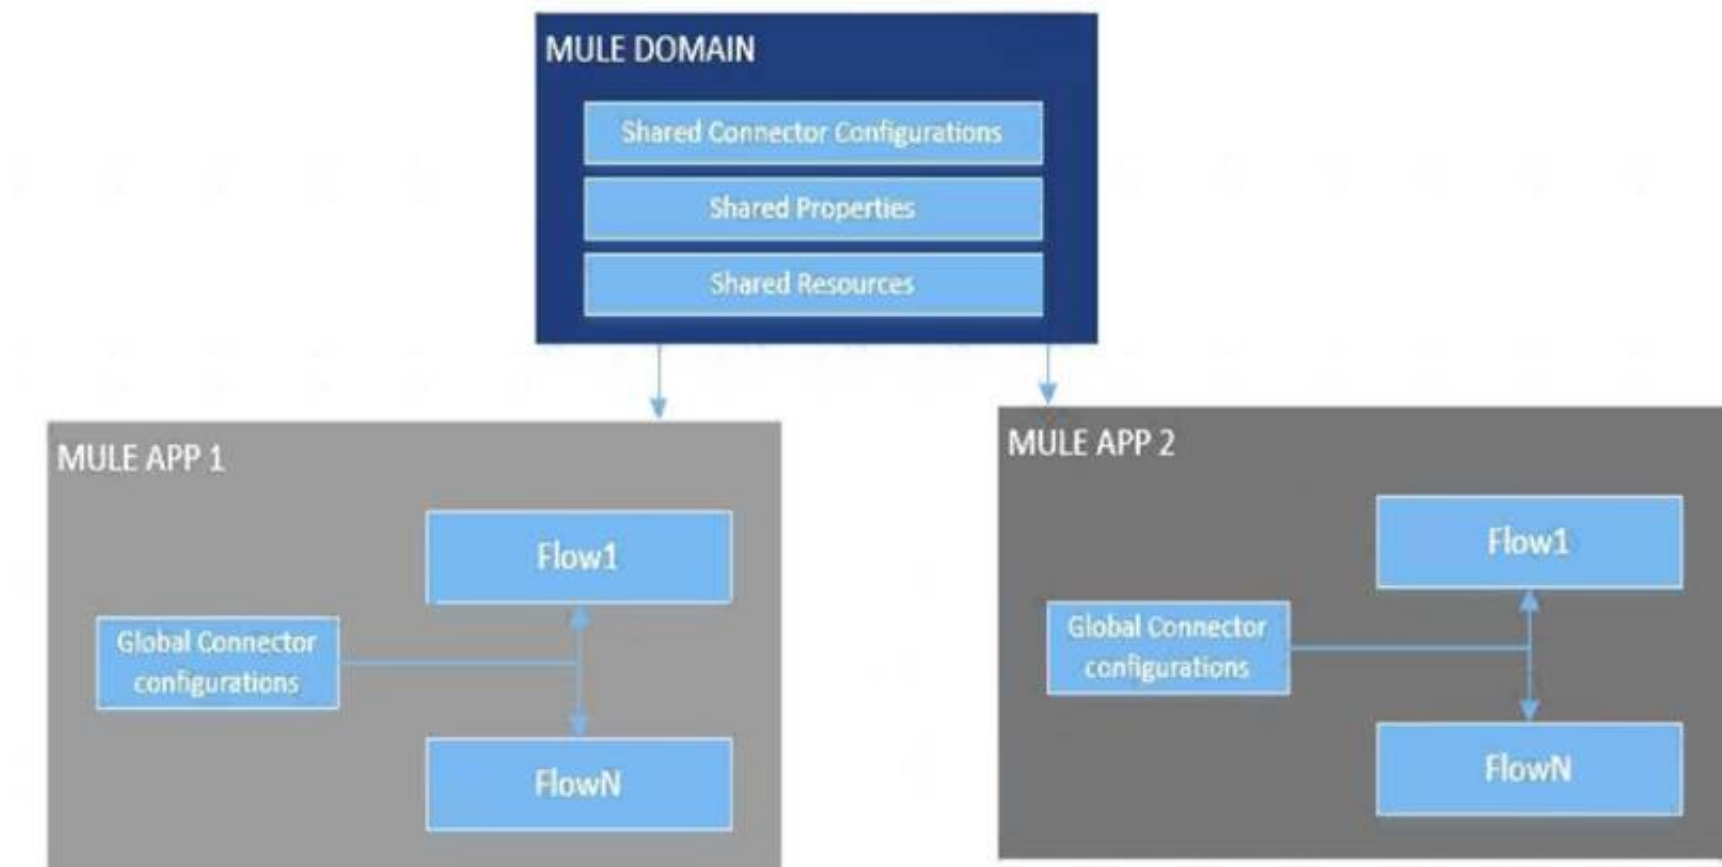 MULE DOMAIN
Shared Connector Configurations
Shared Properties
Shared Resources
MULE APP 1
Flow1
Global Connector
configurations
FlowN
MULE APP 2
Flow1
Global Connector
configurations
FlowN